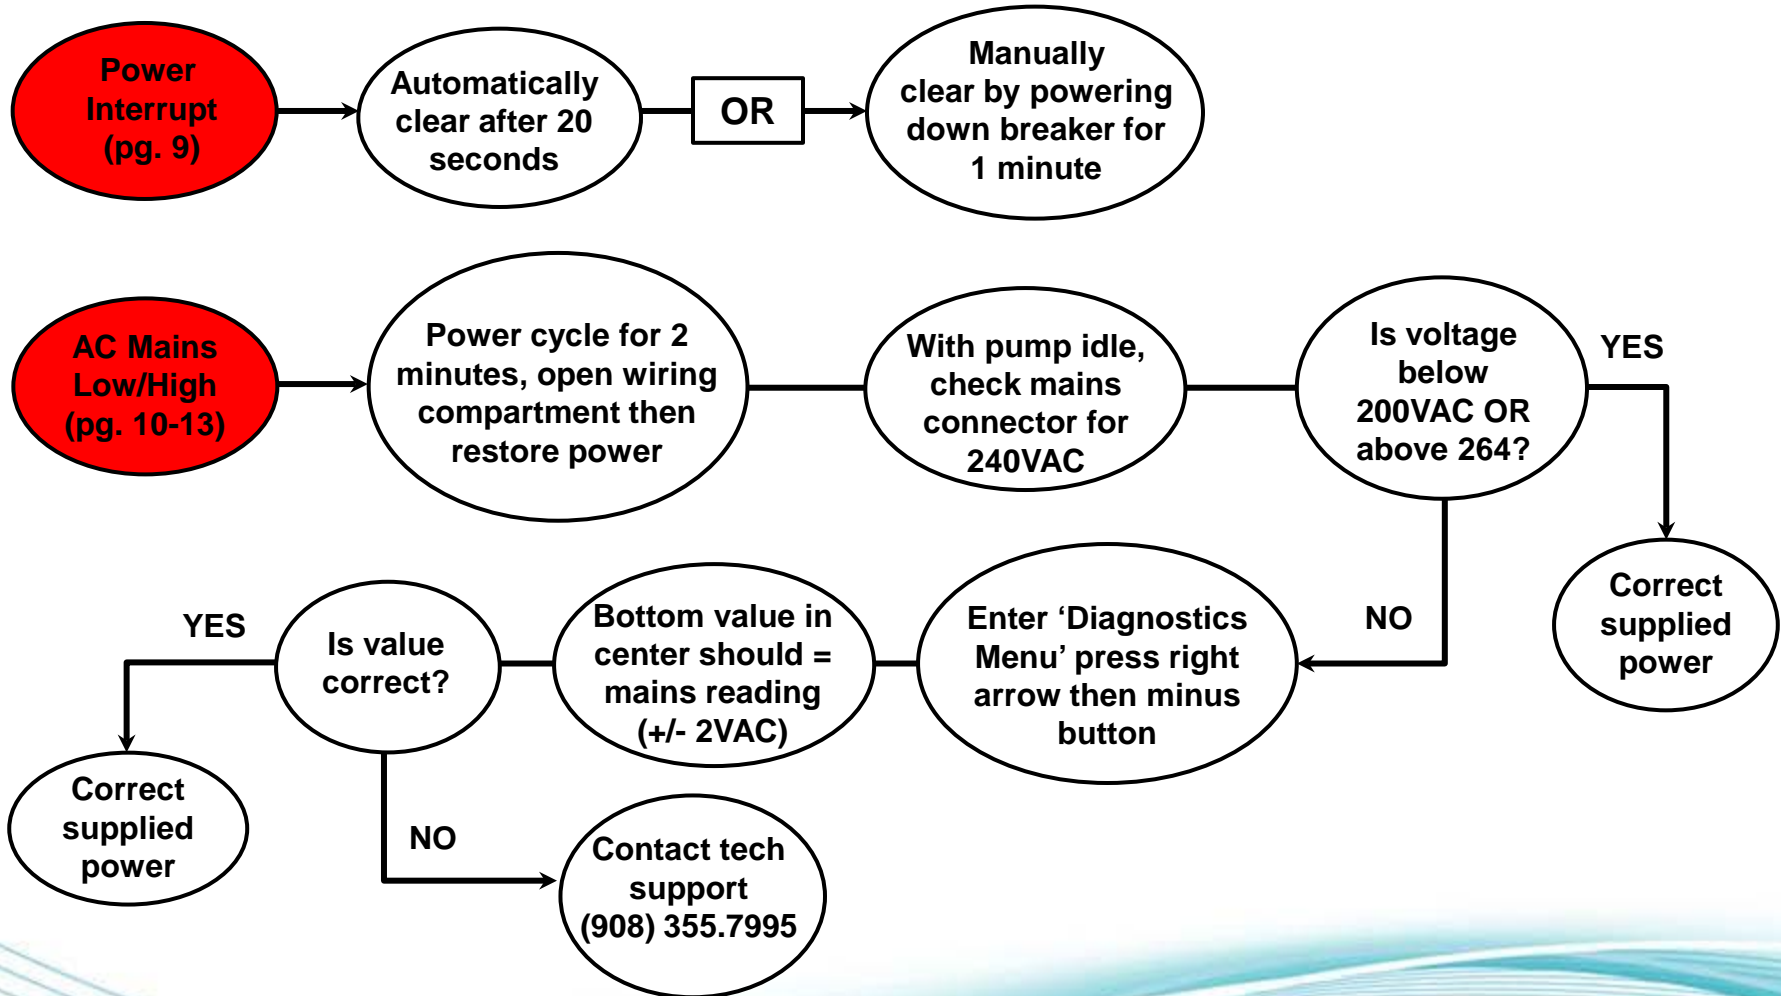 Power
Interrupt
(pg. 9)
Automatically
clear after 20
seconds
OR
Manually
clear by powering
down breaker for
1 minute
AC Mains
Low/High
(pg. 10-13)
Power cycle for 2
minutes, open wiring
compartment then
restore power
With pump idle,
check mains
connector for
240VAC
Is voltage
below
200VAC OR
above 264?
YES
Correct
supplied
power
NO
Enter ‘Diagnostics
Menu’ press right
arrow then minus
button
Bottom value in
center should =
mains reading
(+/- 2VAC)
Is value
correct?
YES
Correct
supplied
power
NO
Contact tech
support
(908) 355.7995